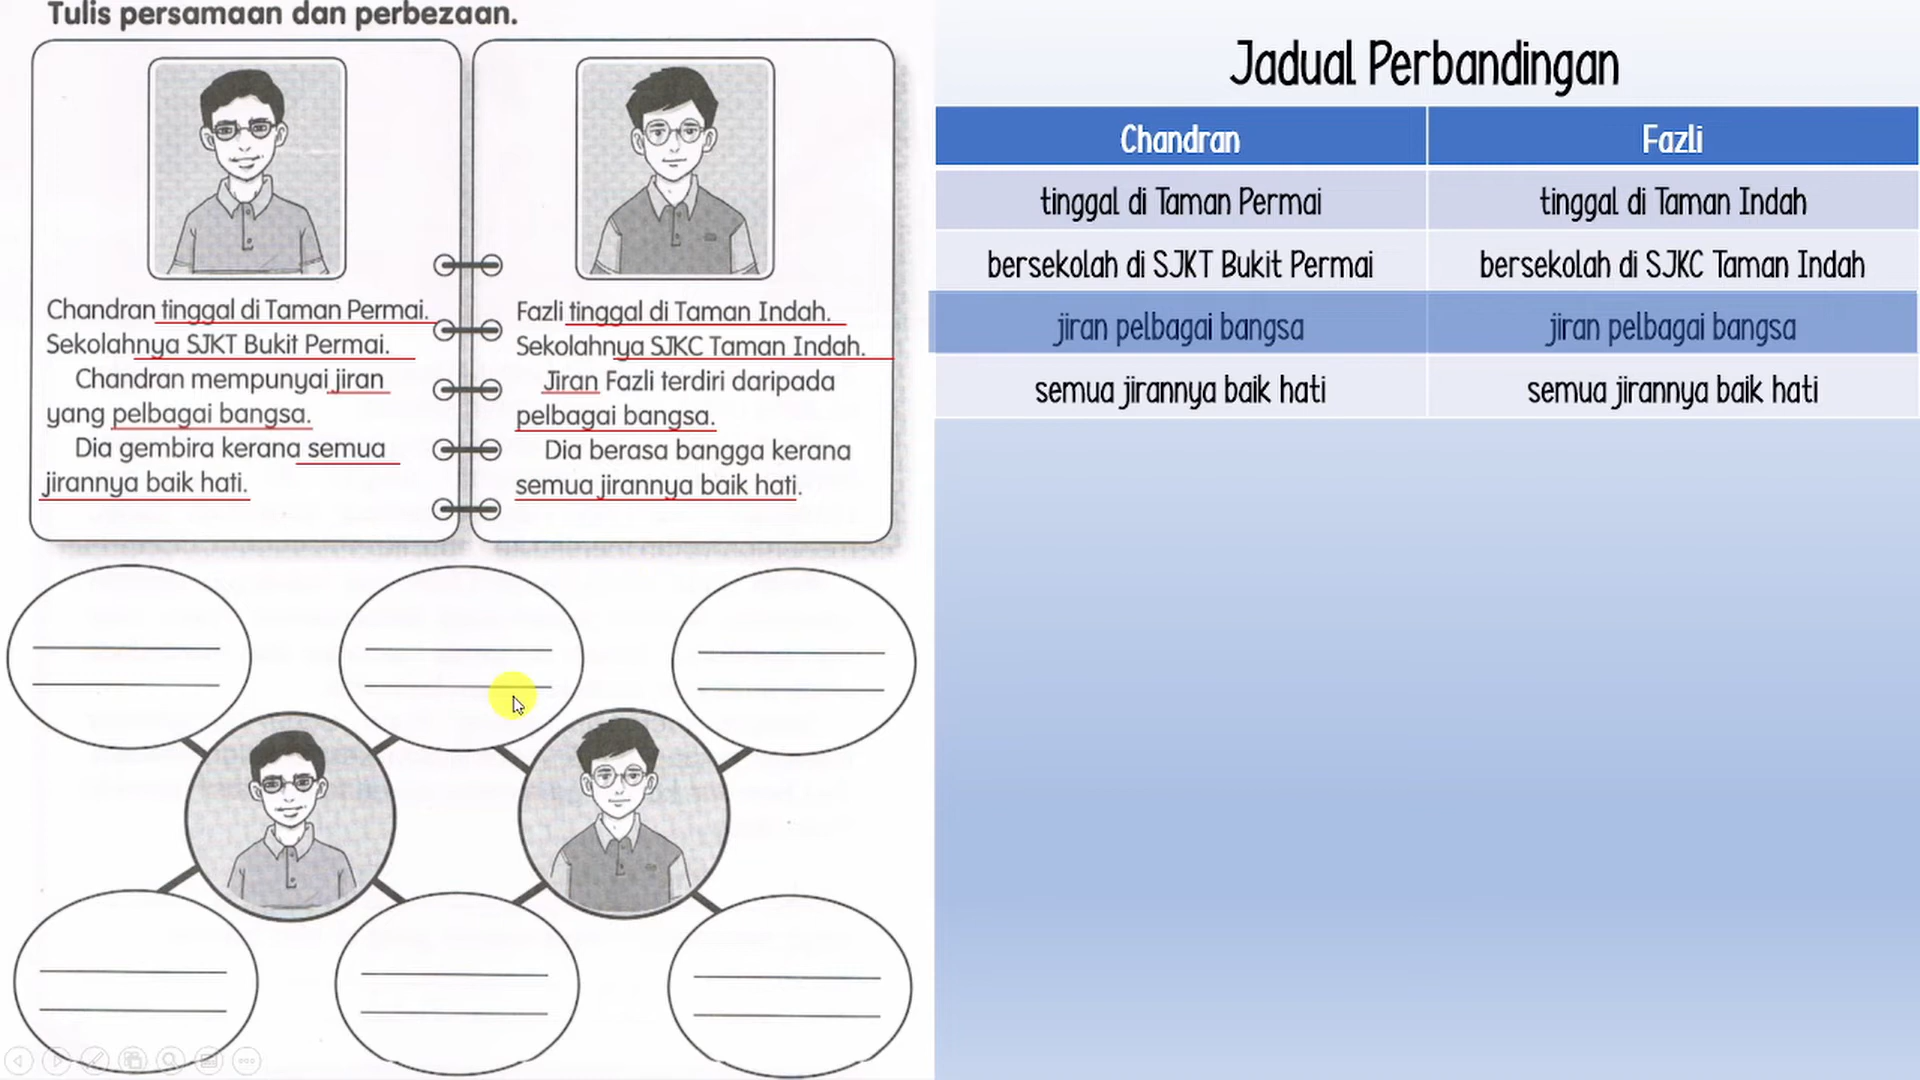 Tulis persamaan dan perbezaan.
Chandran tinggal di Taman Permai.
Sekolahnya SJKT Bukit Permai.
Chandran mempunyai jiran
yang pelbagai bangsa.
Dia gembira kerana semua
jirannya baik hati.
Fazli tinggal di Taman Indah.
Sekolahnya SJKC Taman Indah.
Jiran Fazli terdiri daripada
pelbagai bangsa.
Dia berasa bangga kerana
semua jirannya baik hati.
Jadual Perbandingan
Chandran
Fazli
tinggal di Taman Permai
tinggal di Taman Indah
bersekolah di SJKT Bukit Permai
bersekolah di SJKC Taman Indah
jiran pelbagai bangsa
jiran pelbagai bangsa
semua jirannya baik hati
semua jirannya baik hati